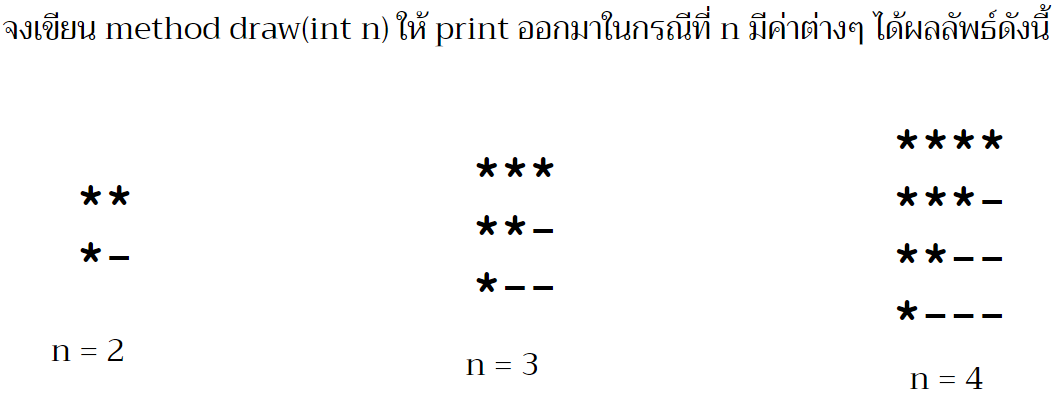 จงเขียน method draw(int n) ให้ print ออกมาในกรณีที่ n มีค่าต่างๆ ได้ผลลัพธ์ดังนี้
**
*-
n = 2
***
**-
*--
n = 3
****
***-
**--
*---
n = 4